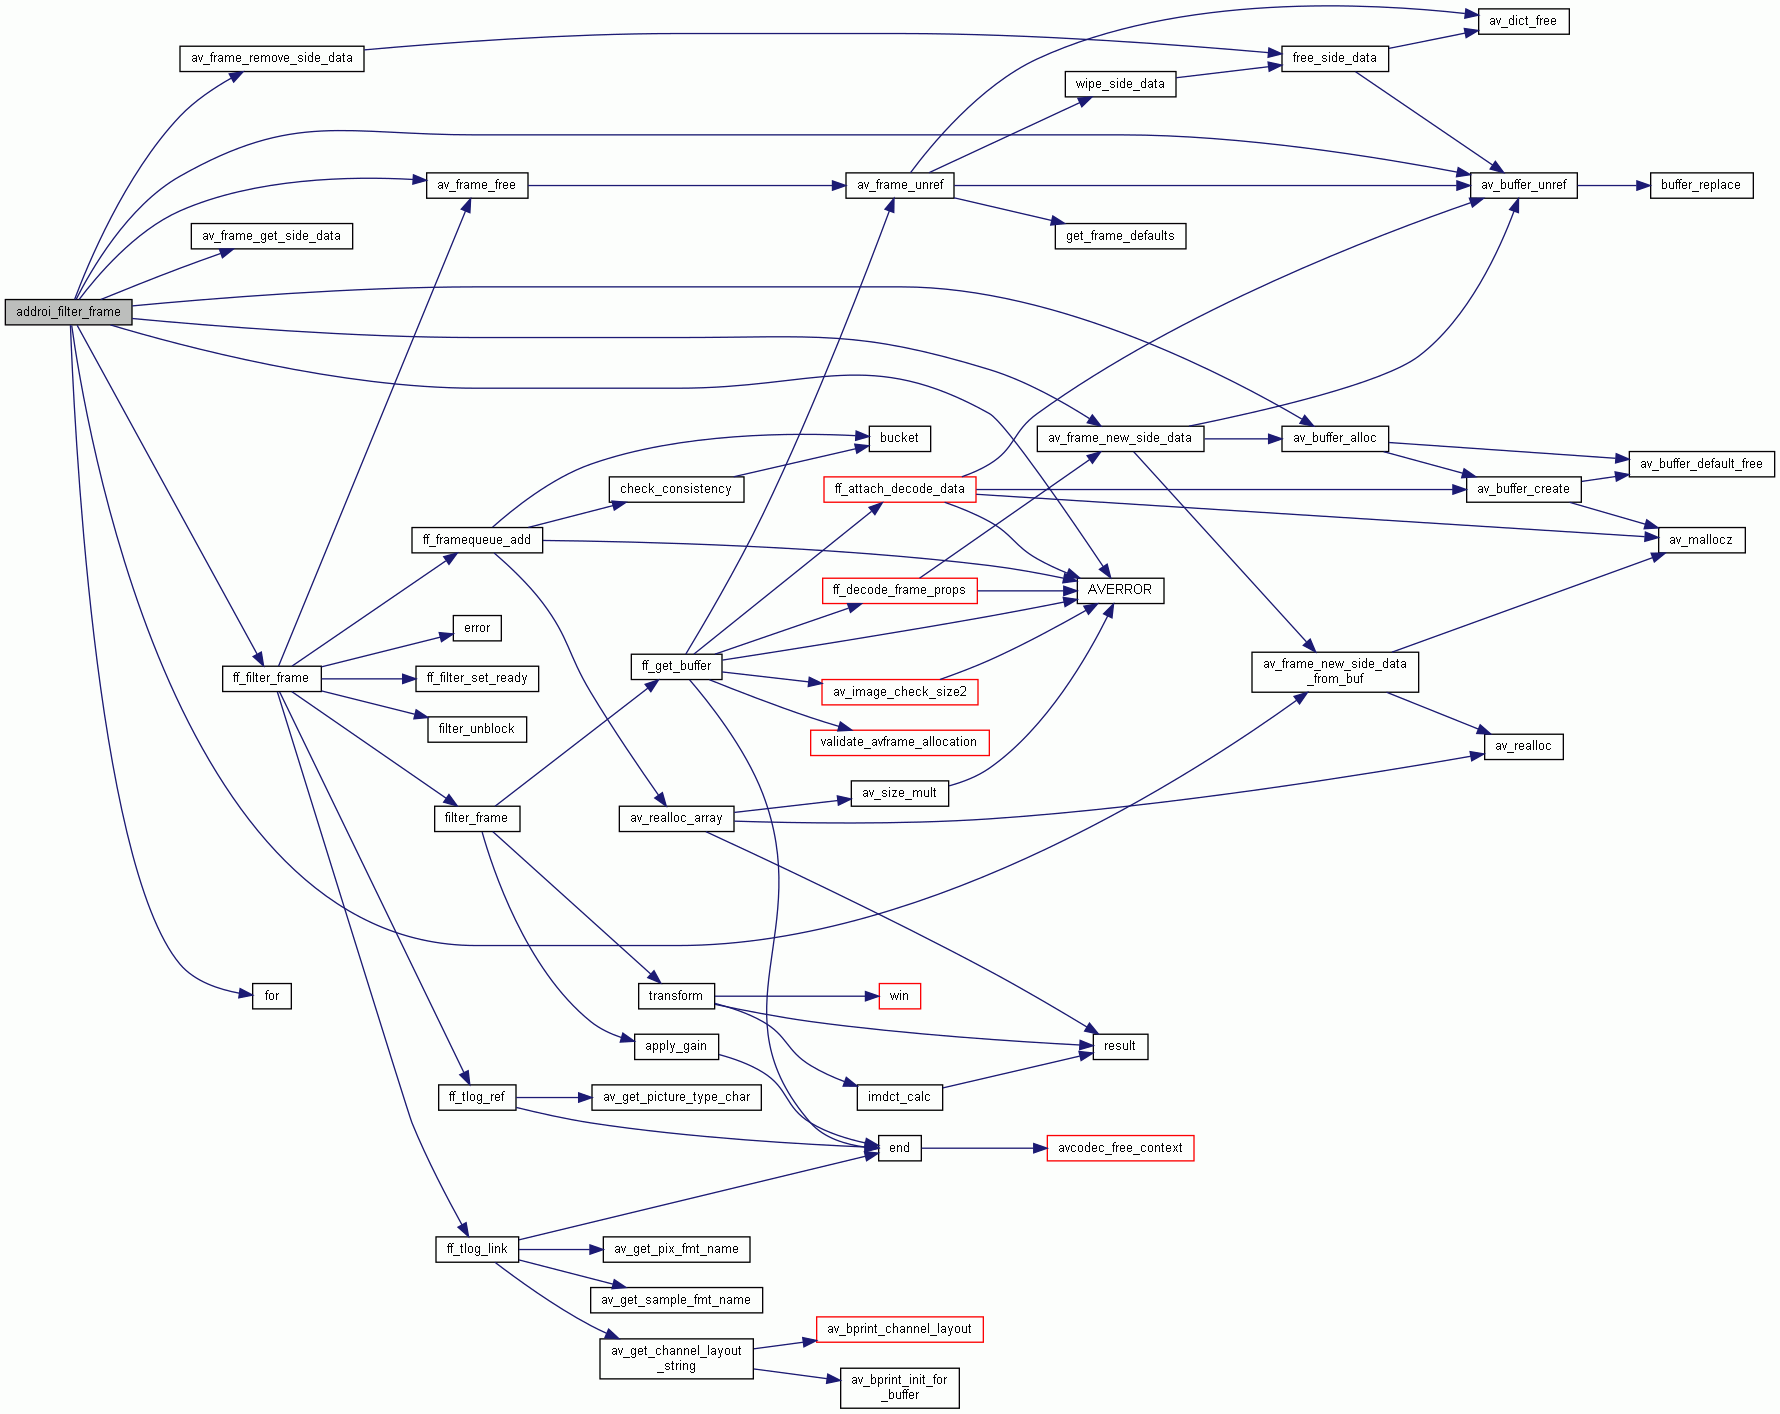 av_dict_free
av_frame_remove_side_data
free_side_data
wipe_side_data
av_frame_free
av_frame_unref
av_buffer_unref
buffer_replace
av_frame_get_side_data
get_frame_defaults
addroi_filter_frame
bucket
av_frame_new_side_data
av_buffer_alloc
av_buffer_default_free
check_consistency
ff_attach_decode_data
av_buffer_create
ff_framequeue_add
av_mallocz
ff_decode_frame_props
AVERROR
error
ff_filter_frame
ff_filter_set_ready
ff_get_buffer
av_frame_new_side_data
_from_buf
av_image_check_size2
filter_unblock
validate_avframe_allocation
av_realloc
av_size_mult
filter_frame
av_realloc_array
for
transform
win
apply_gain
result
ff_tlog_ref
av_get_picture_type_char
imdct_calc
end
avcodec_free_context
ff_tlog_link
av_get_pix_fmt_name
av_get_sample_fmt_name
av_bprint_channel_layout
av_get_channel_layout
_string
av_bprint_init_for
_buffer